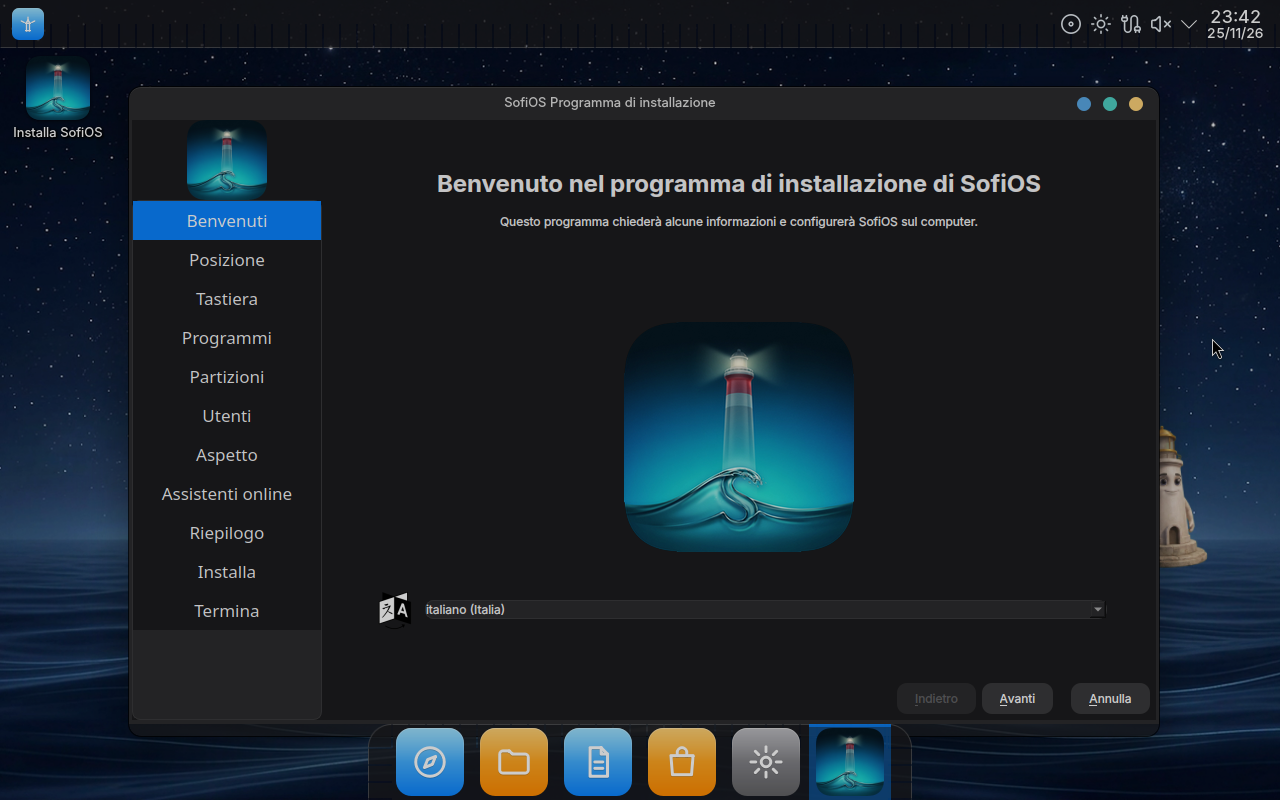 23:42
25/11/26
Installa SofiOS
SofiOS Programma di installazione
Benvenuti
Posizione
Tastiera
Programmi
Partizioni
Utenti
Aspetto
Assistenti online
Riepilogo
Installa
Termina
Benvenuto nel programma di installazione di SofiOS
Questo programma chiederà alcune informazioni e configurerà SofiOS sul computer.
italiano (Italia)
Indietro
Avanti
Annulla